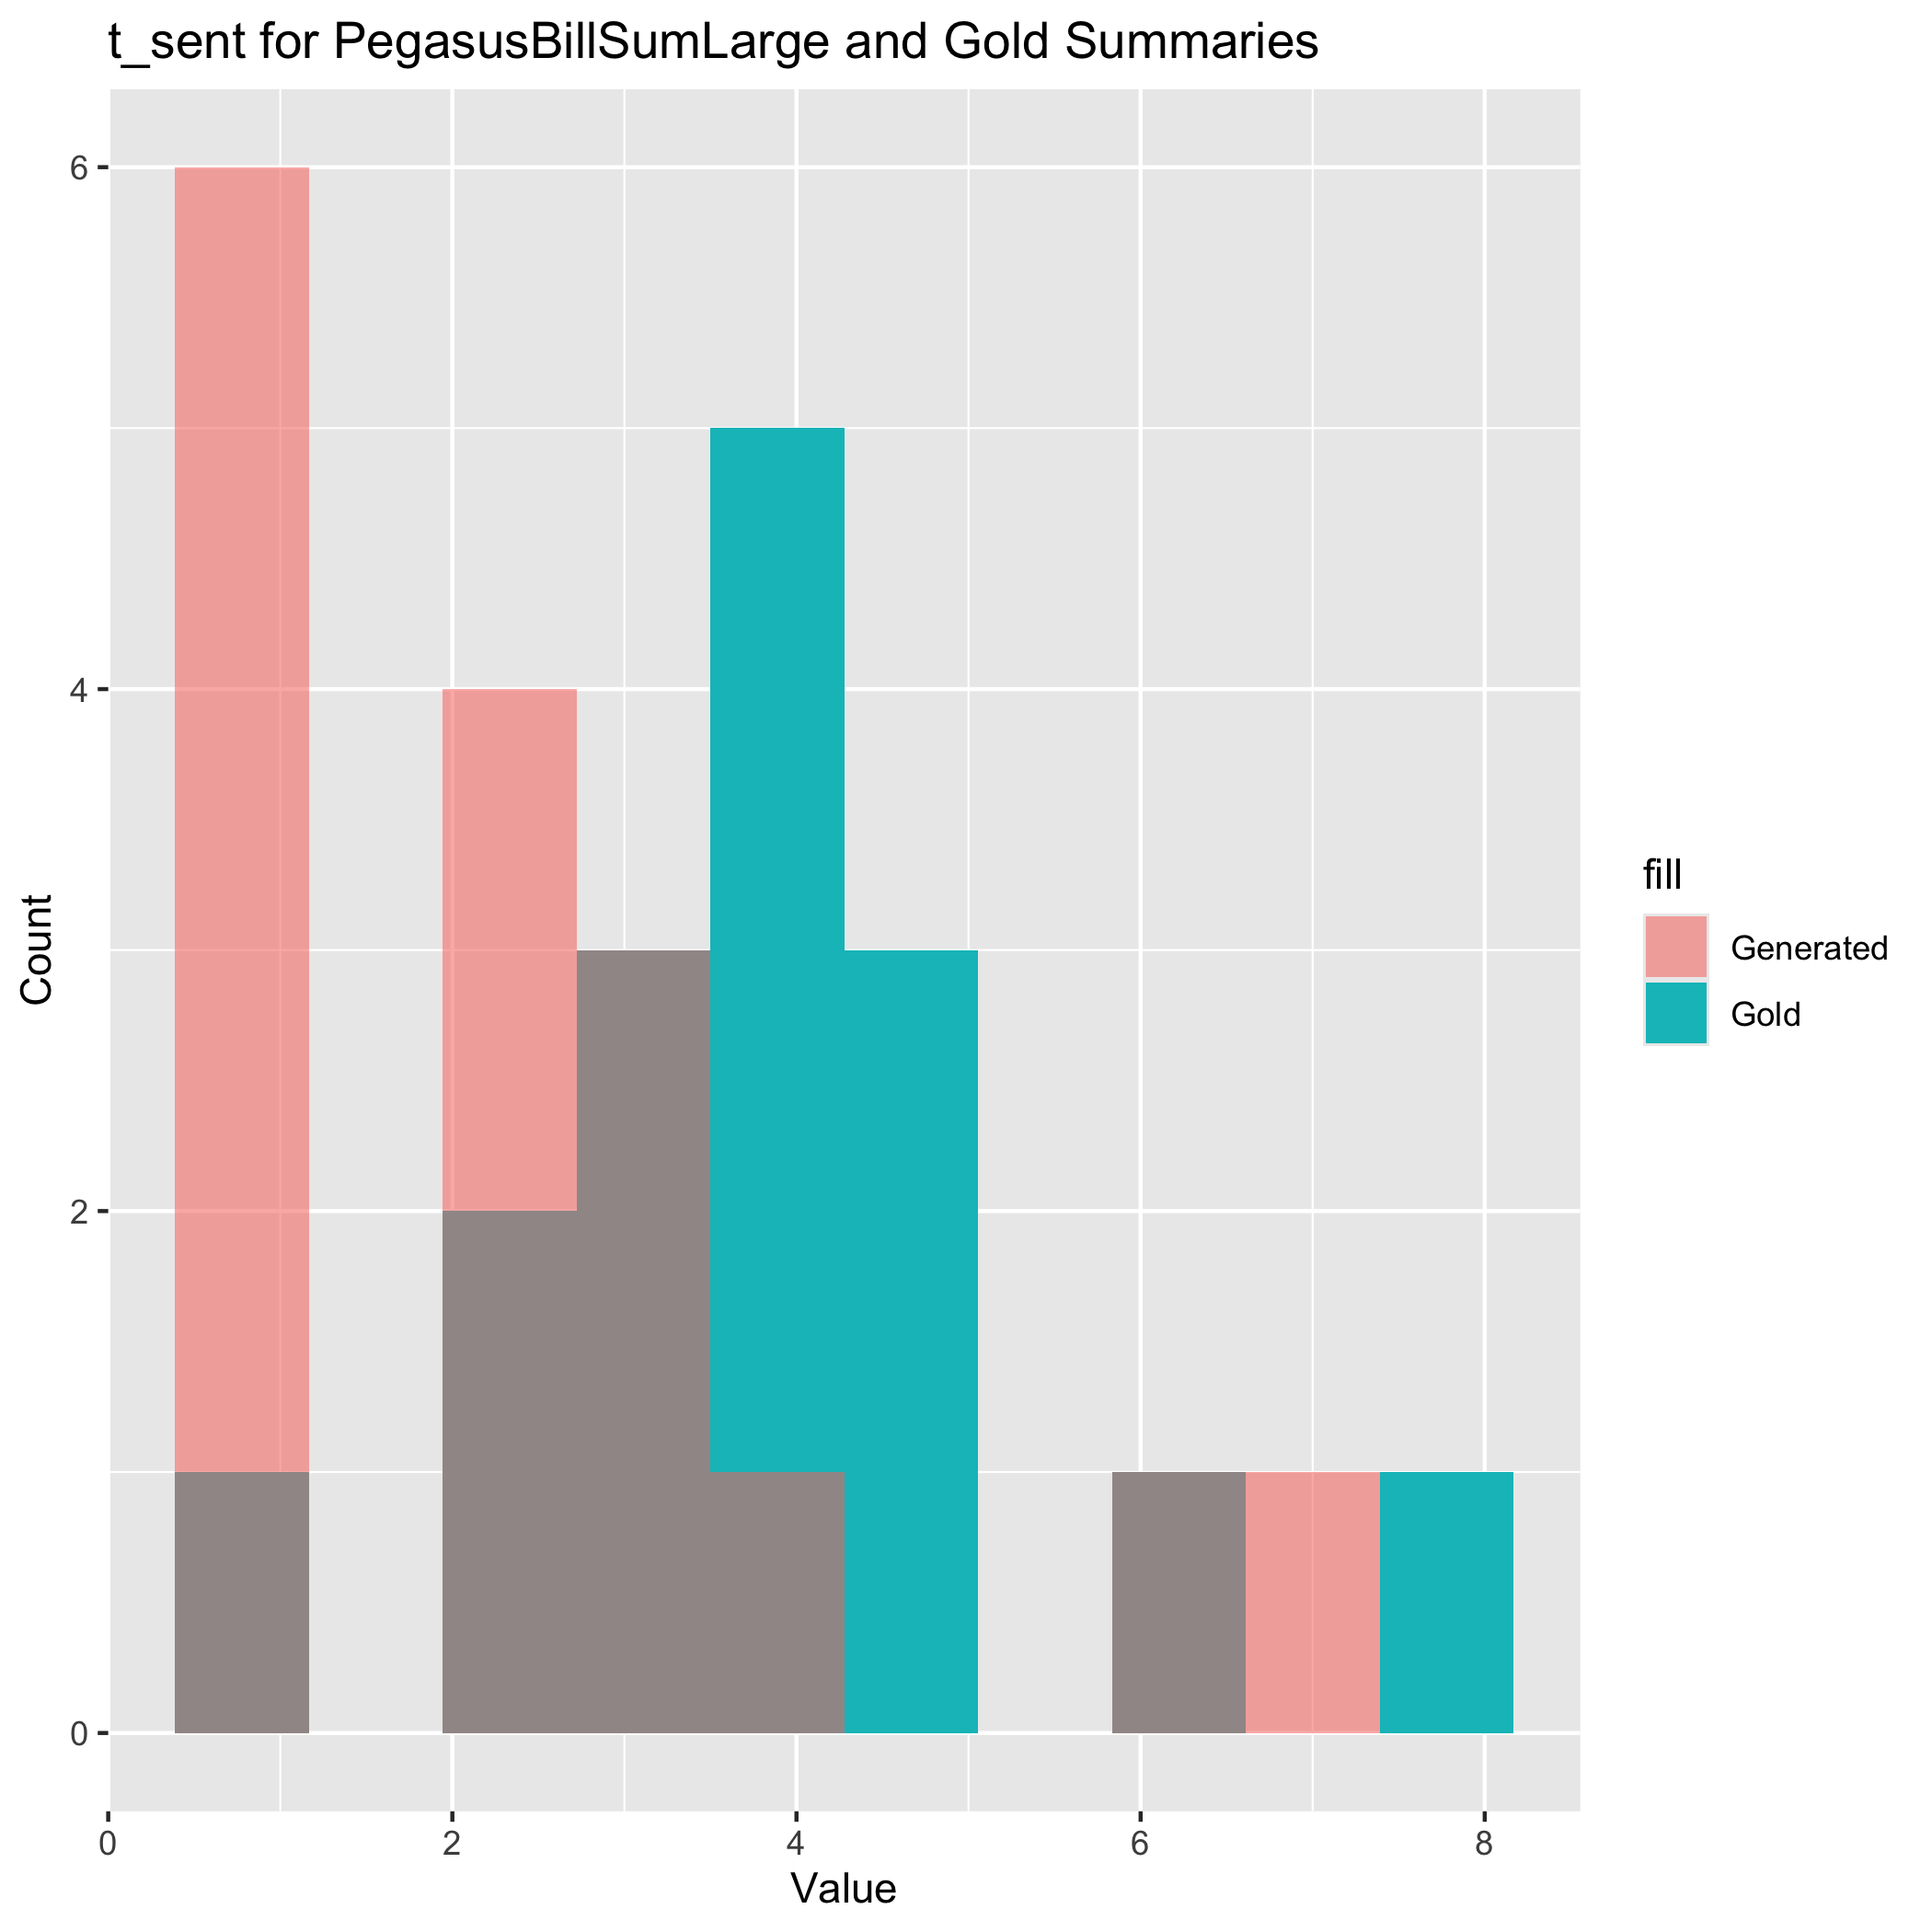 t_sent for PegasusBillSumLarge and Gold Summaries
6
4
2
0
Count
0 2 4 6 8
Value
fill
Generated
Gold